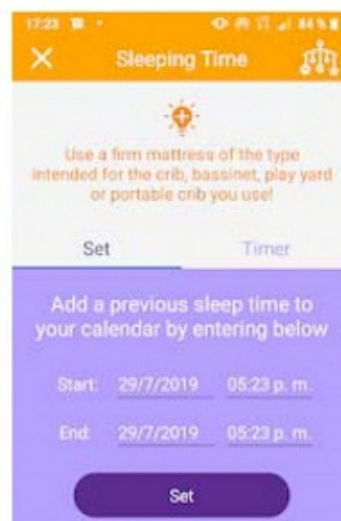 17:23 84%
Sleeping Time
Use a firm mattress of the type
intended for the crib, bassinet, play yard
or portable crib you use!
Set Timer
Add a previous sleep time to
your calendar by entering below
Start: 29/7/2019 05:23 p. m.
End: 29/7/2019 05:23 p. m.
Set